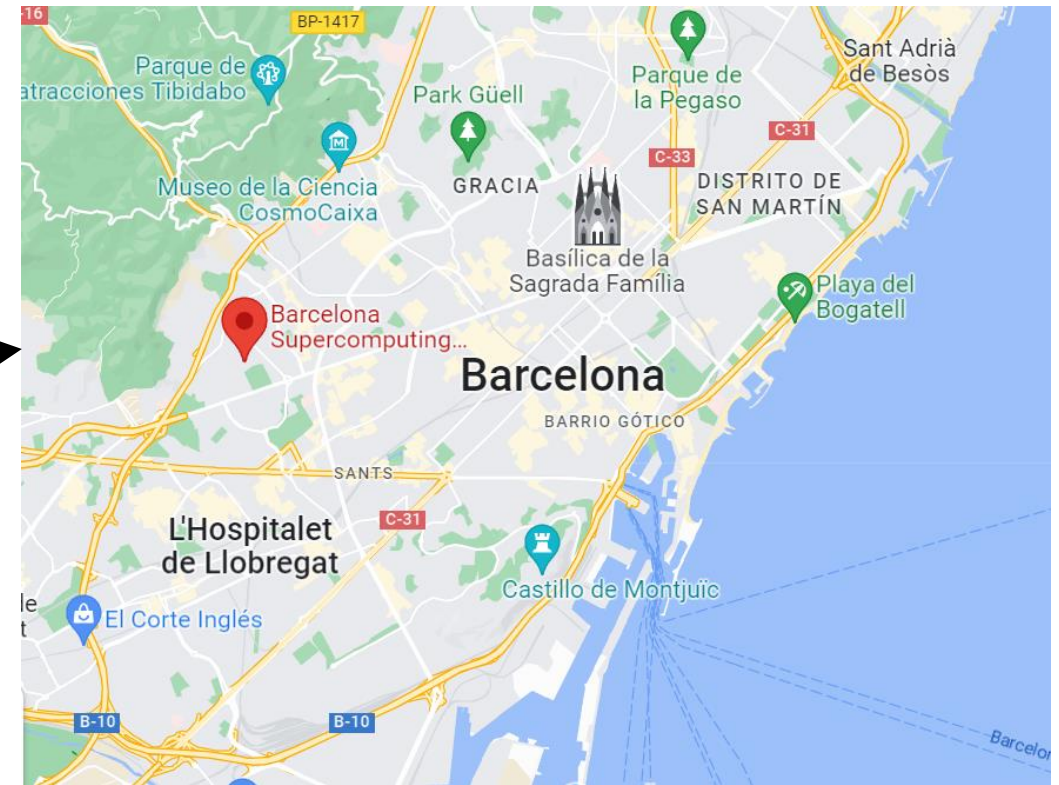 -16
BP-1417
Parque de
atracciones Tibidabo
Park Güell
Parque de
la Pegaso
Sant Adrià
de Besòs
C-31
C-33
Museo de la Ciencia
CosmoCaixa
GRACIA
DISTRITO DE
SAN MARTÍN
Basílica de la
Sagrada Família
Playa del
Bogatell
Barcelona
Supercomputing...
Barcelona
BARRIO GÓTICO
SANTS
C-31
L'Hospitalet
de Llobregat
Castillo de Montjuïc
le
t
El Corte Inglés
B-10
B-10
Barcelon